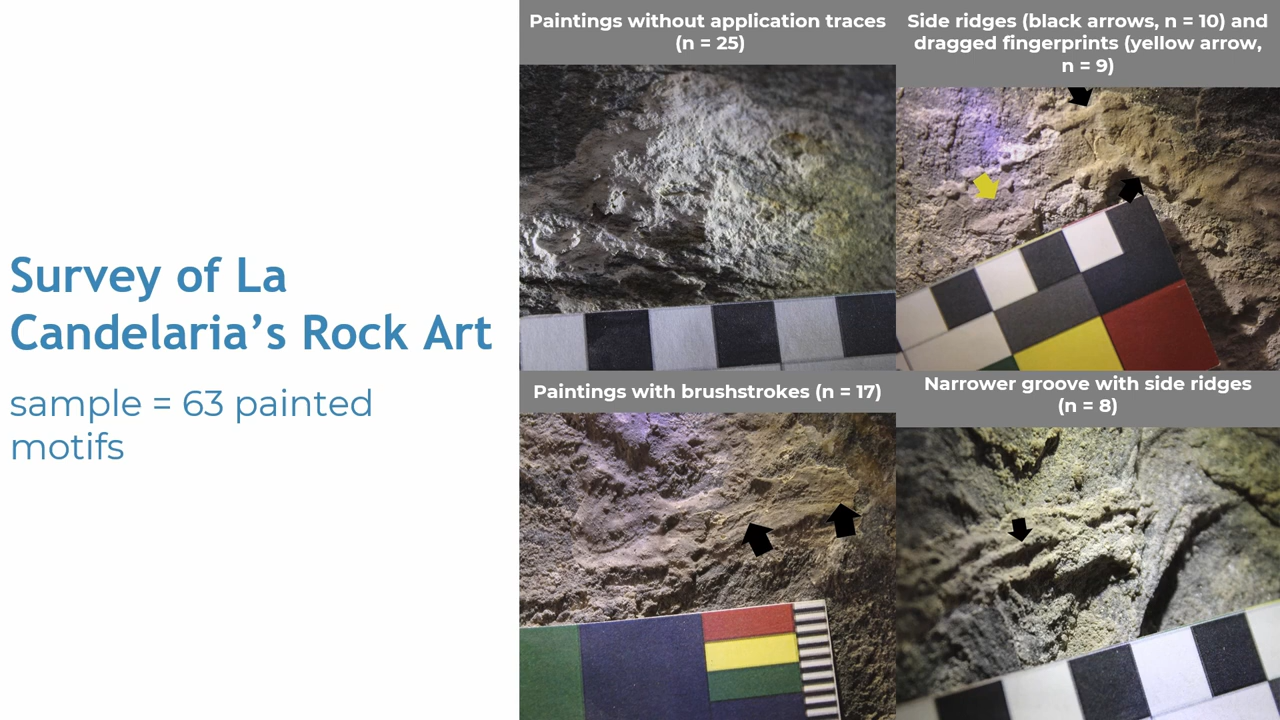 Survey of La
Candelaria’s Rock Art
sample = 63 painted
motifs
Paintings without application traces
(n = 25)
Side ridges (black arrows, n = 10) and
dragged fingerprints (yellow arrow,
n = 9)
Paintings with brushstrokes (n = 17)
Narrower groove with side ridges
(n = 8)